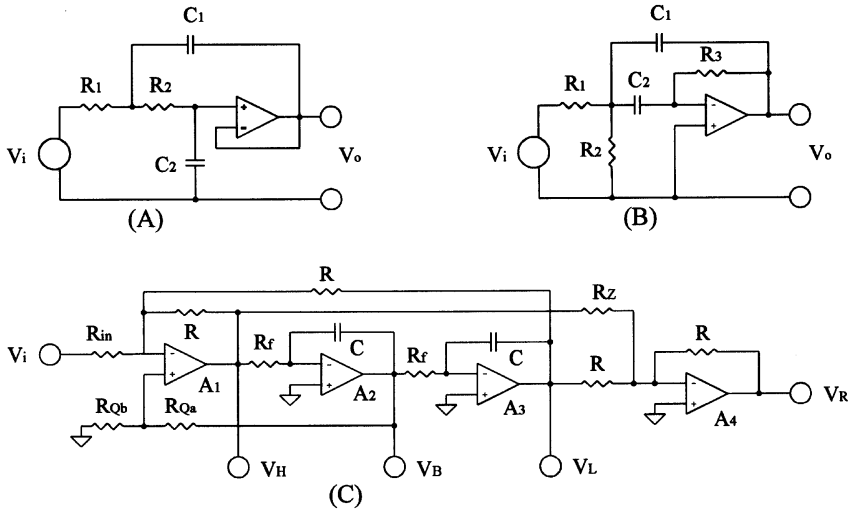 C1
R1
R2
+
−
Vi
C2
Vo
(A)
C1
R3
R1
C2
-
+
Vi
R2
Vo
(B)
R
Rz
R
Rin
Vi
-
+
A1
Rf
C
-
+
A2
Rf
C
-
+
A3
R
R
-
+
A4
VR
RQb
RQa
VH
VB
VL
(C)